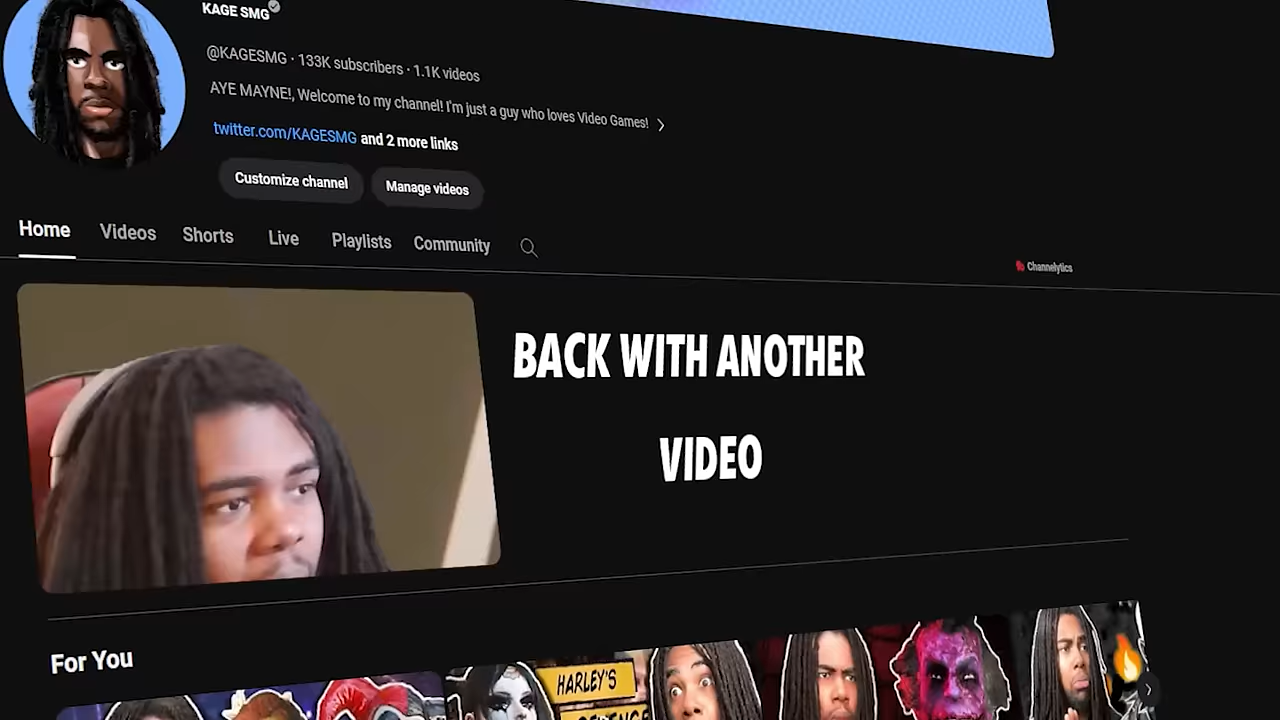 KAGE SMG
@KAGESMG · 133K subscribers · 1.1K videos
AYE MAYNE!, Welcome to my channel! I'm just a guy who loves Video Games!
twitter.com/KAGESMG and 2 more links
Customize channel Manage videos
Home Videos Shorts Live Playlists Community
Channelytics
BACK WITH ANOTHER
VIDEO
For You
HARLEY'S
REVENGE